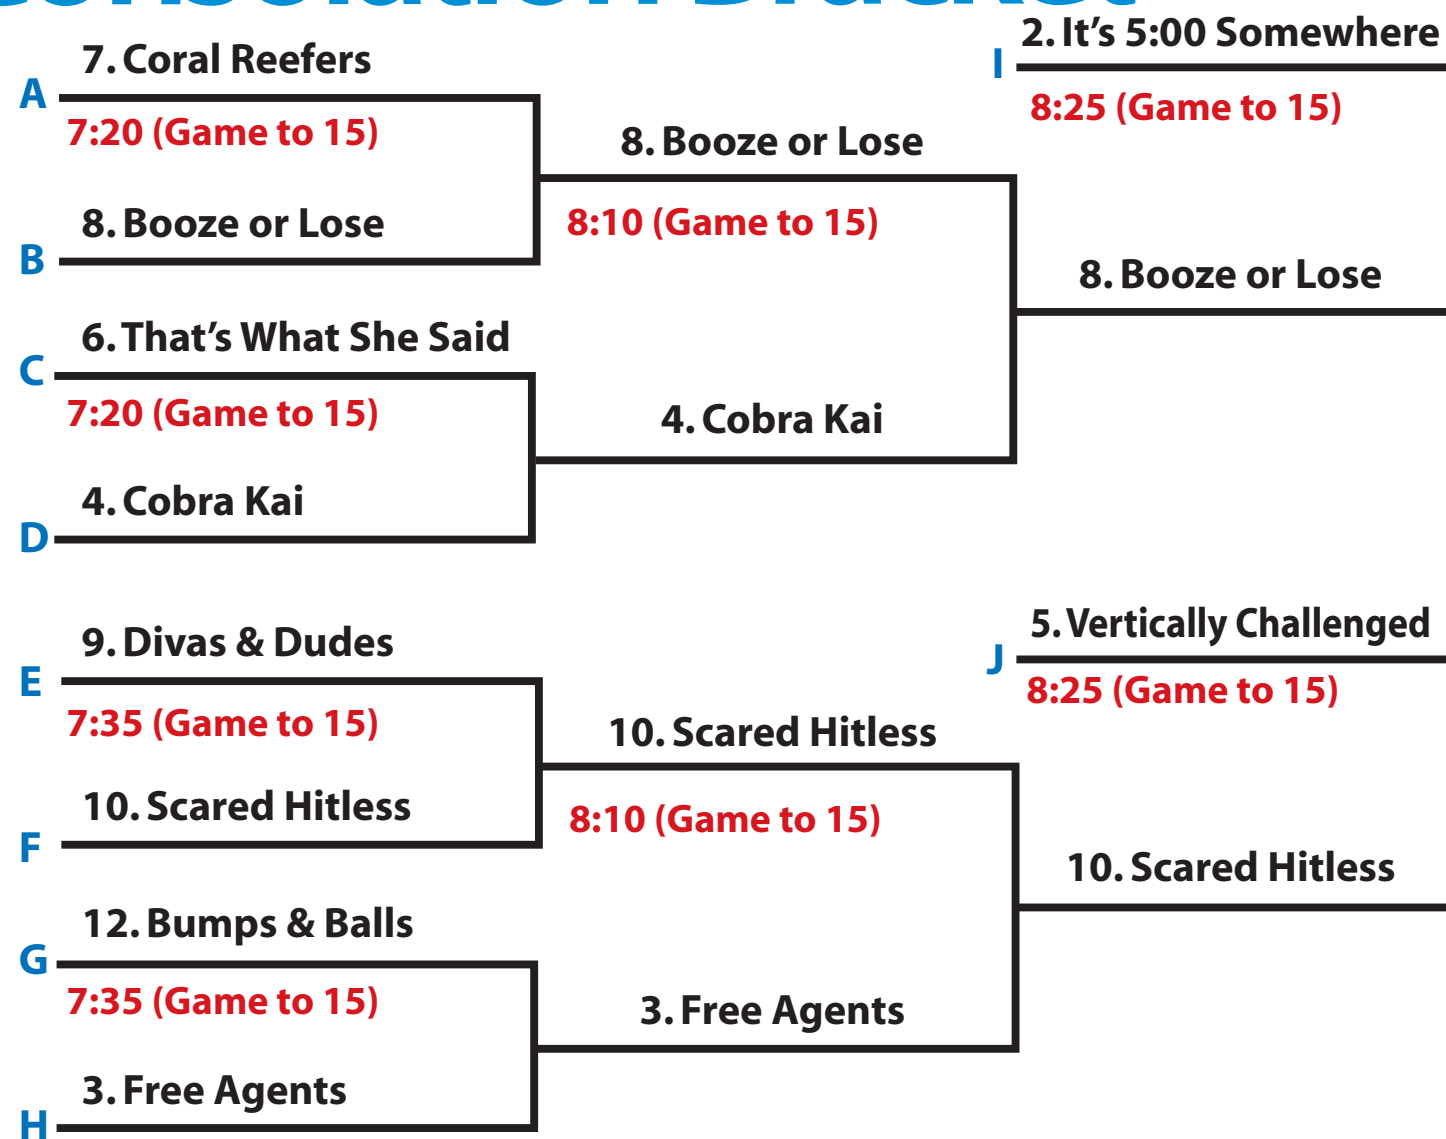 A
7. Coral Reefers
7:20 (Game to 15)
B
8. Booze or Lose
C
6. That’s What She Said
7:20 (Game to 15)
D
4. Cobra Kai
8. Booze or Lose
8:10 (Game to 15)
4. Cobra Kai
I
2. It’s 5:00 Somewhere
8:25 (Game to 15)
8. Booze or Lose
E
9. Divas & Dudes
7:35 (Game to 15)
F
10. Scared Hitless
G
12. Bumps & Balls
7:35 (Game to 15)
H
3. Free Agents
10. Scared Hitless
8:10 (Game to 15)
3. Free Agents
J
5. Vertically Challenged
8:25 (Game to 15)
10. Scared Hitless